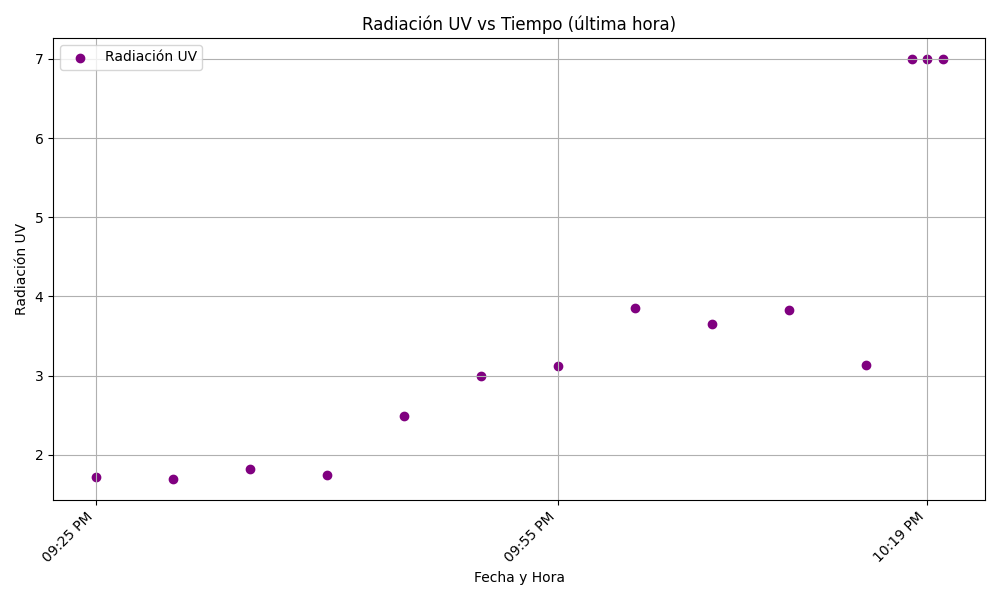 Radiación UV vs Tiempo (última hora)
Radiación UV
7
6
5
4
3
2
Radiación UV
09:25 PM
09:55 PM
10:19 PM
Fecha y Hora